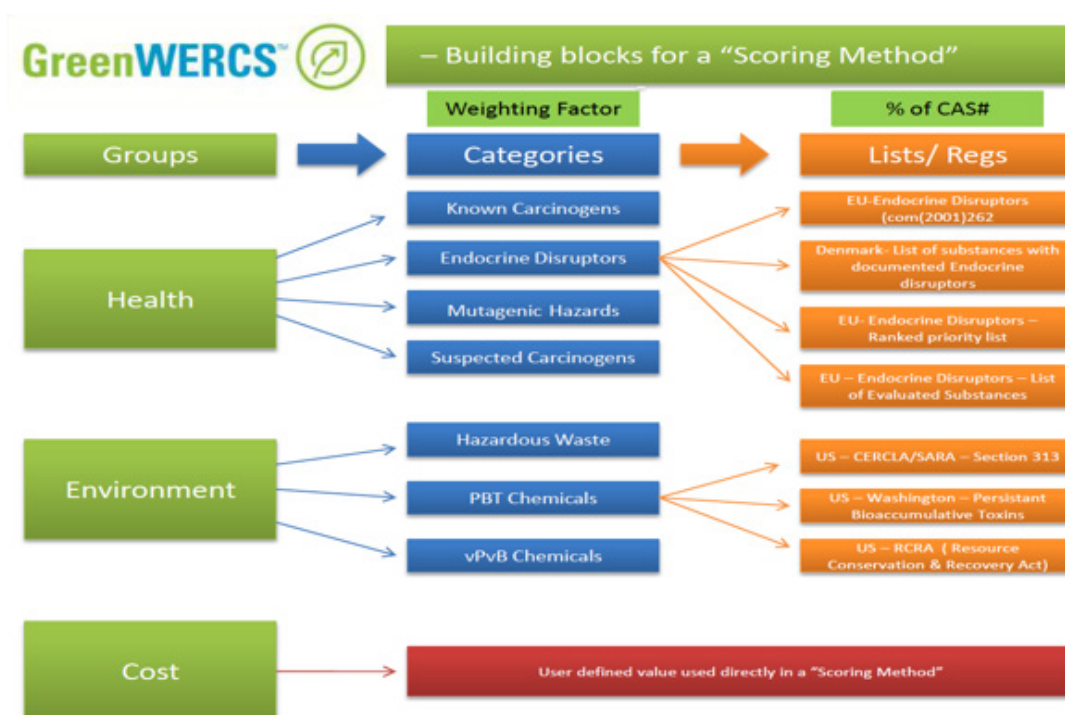 GreenWERCS™
– Building blocks for a “Scoring Method”
Weighting Factor
% of CAS#
Groups
Categories
Lists/ Regs
Health
Known Carcinogens
Endocrine Disruptors
Mutagenic Hazards
Suspected Carcinogens
EU-Endocrine Disruptors
(com(2001)262
Denmark- List of substances with
documented Endocrine
disruptors
EU- Endocrine Disruptors –
Ranked priority list
EU – Endocrine Disruptors – List
of Evaluated Substances
Environment
Hazardous Waste
PBT Chemicals
vPvB Chemicals
US – CERCLA/SARA – Section 313
US – Washington – Persistant
Bioaccumulative Toxins
US – RCRA ( Resource
Conservation & Recovery Act)
Cost
User defined value used directly in a “Scoring Method”